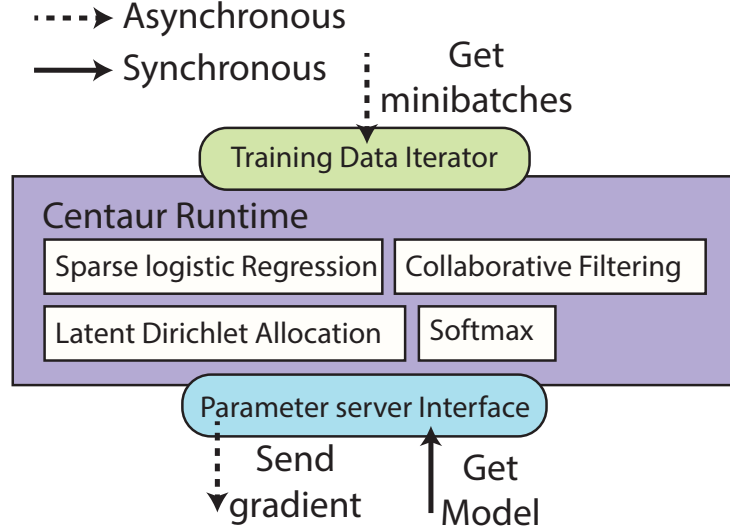 Asynchronous
Synchronous
Get
minibatches
Training Data Iterator
Centaur Runtime
Sparse logistic Regression
Collaborative Filtering
Latent Dirichlet Allocation
Softmax
Parameter server Interface
Send
gradient
Get
Model